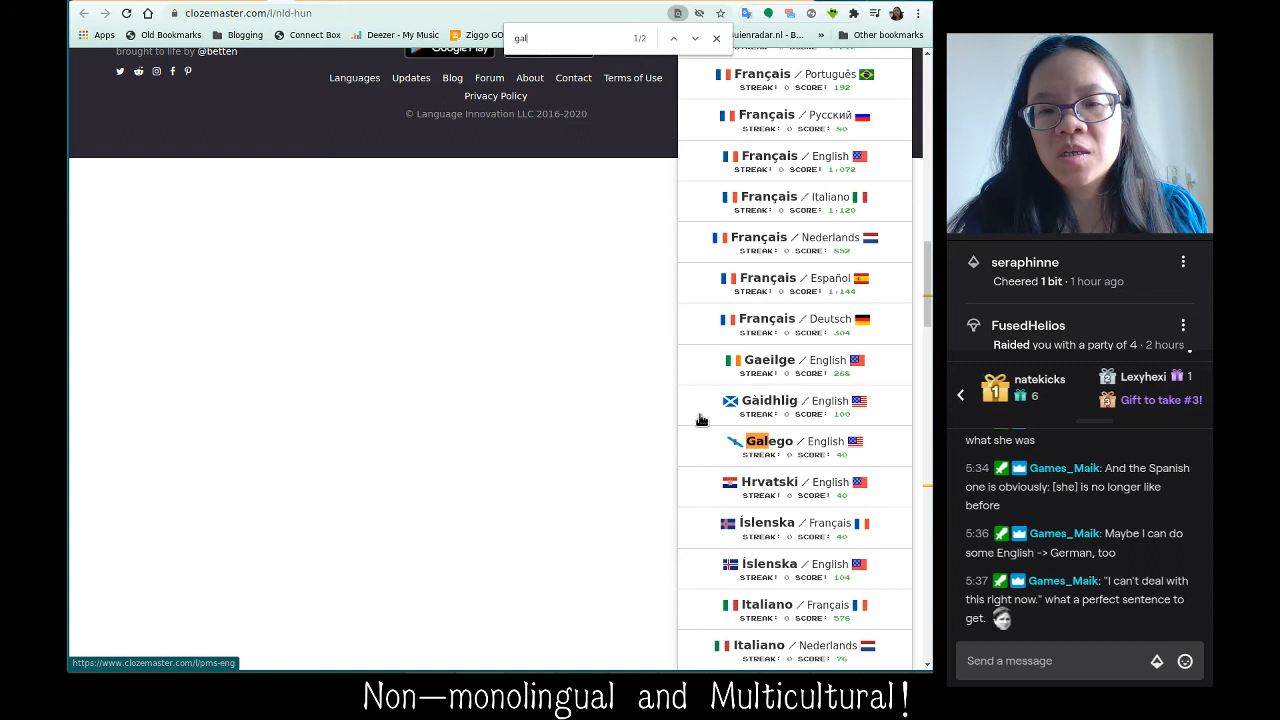 clozemaster.com/l/nld-hun
gal
1/2
Apps
Old Bookmarks
Blogging
Connect Box
Deezer - My Music
Ziggo GO
uienradar.nl - B...
»
Other bookmarks
brought to life by @betten
Languages Updates Blog Forum About Contact Terms of Use
Privacy Policy
© Language Innovation LLC 2016-2020
Français / Português
STREAK: 0 SCORE: 192
Français / Русский
STREAK: 0 SCORE: 80
Français / English
STREAK: 0 SCORE: 1,072
Français / Italiano
STREAK: 0 SCORE: 1,120
Français / Nederlands
STREAK: 0 SCORE: 852
Français / Español
STREAK: 0 SCORE: 1,144
Français / Deutsch
STREAK: 0 SCORE: 304
Gaeilge / English
STREAK: 0 SCORE: 268
Gàidhlig / English
STREAK: 0 SCORE: 100
Galego / English
STREAK: 0 SCORE: 40
Hrvatski / English
STREAK: 0 SCORE: 40
Íslenska / Français
STREAK: 0 SCORE: 40
Íslenska / English
STREAK: 0 SCORE: 104
Italiano / Français
STREAK: 0 SCORE: 576
Italiano / Nederlands
STREAK: 0 SCORE: 76
https://www.clozemaster.com/l/pms-eng
seraphinne
Cheered 1 bit · 1 hour ago
FusedHelios
Raided you with a party of 4 · 2 hours
1 natekicks
6
2 Lexyhexi 1
3 Gift to take #3!
what she was
5:34 Games_Maik: And the Spanish
one is obviously: [she] is no longer like
before
5:36 Games_Maik: Maybe I can do
some English -> German, too
5:37 Games_Maik: "I can't deal with
this right now." what a perfect sentence to
get.
Send a message
Non-monolingual and Multicultural!